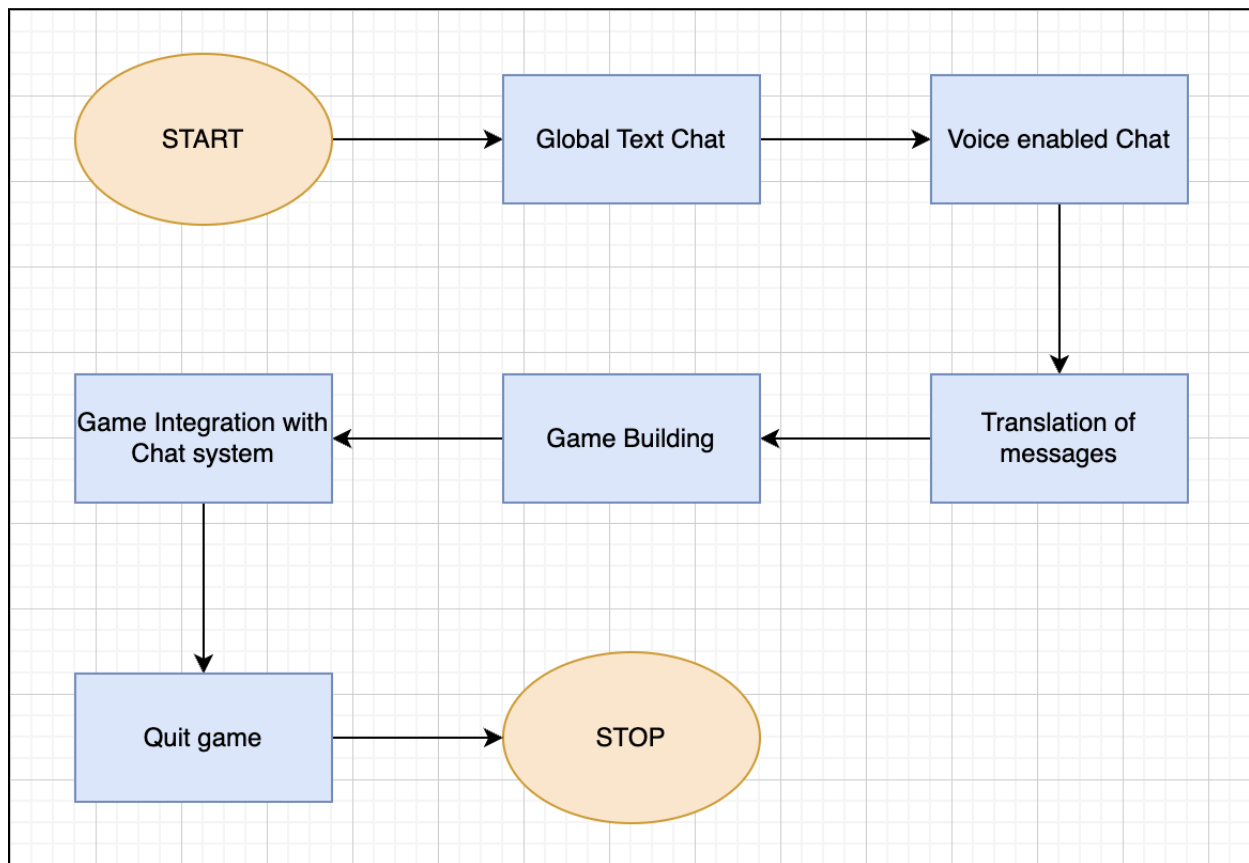 START
Global Text Chat
Voice enabled Chat
Translation of
messages
Game Building
Game Integration with
Chat system
Quit game
STOP